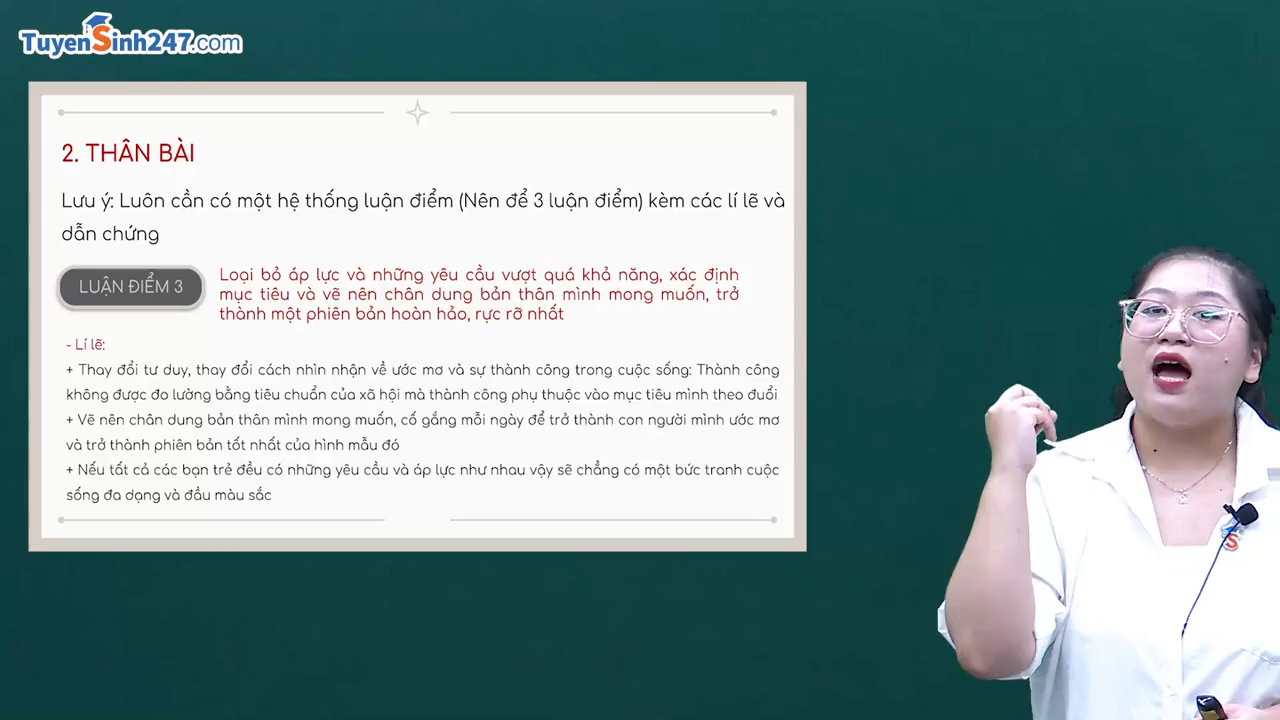 TuyenSinh247.com
2. THÂN BÀI
Lưu ý: Luôn cần có một hệ thống luận điểm (Nên để 3 luận điểm) kèm các lí lẽ và
dẫn chứng
LUẬN ĐIỂM 3
Loại bỏ áp lực và những yêu cầu vượt quá khả năng, xác định
mục tiêu và vẽ nên chân dung bản thân mình mong muốn, trở
thành một phiên bản hoàn hảo, rực rỡ nhất
- Lí lẽ:
+ Thay đổi tư duy, thay đổi cách nhìn nhận về ước mơ và sự thành công trong cuộc sống: Thành công
không được đo lường bằng tiêu chuẩn của xã hội mà thành công phụ thuộc vào mục tiêu mình theo đuổi
+ Vẽ nên chân dung bản thân mình mong muốn, cố gắng mỗi ngày để trở thành con người mình ước mơ
và trở thành phiên bản tốt nhất của hình mẫu đó
+ Nếu tất cả các bạn trẻ đều có những yêu cầu và áp lực như nhau vậy sẽ chẳng có một bức tranh cuộc
sống đa dạng và đầu màu sắc
S